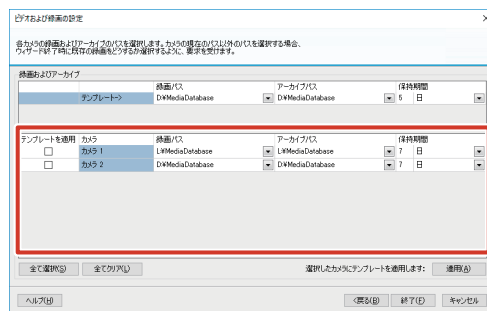 ビデオおよび録画の設定
各カメラの録画およびアーカイブのパスを選択します。カメラの現在のパス以外のパスを選択する場合、
ウィザード終了時に既存の録画をどうするか選択するように、要求を受けます。
録画およびアーカイブ
録画パス アーカイブパス 保持期間
テンプレート-> D:¥MediaDatabase D:¥MediaDatabase 5 日
テンプレートを適用 カメラ 録画パス アーカイブパス 保持期間
カメラ 1 L:¥MediaDatabase L:¥MediaDatabase 7 日
カメラ 2 D:¥MediaDatabase D:¥MediaDatabase 7 日
全て選択(S) 全てクリア(L) 選択したカメラにテンプレートを適用します: 適用(A)
ヘルプ(H) <戻る(B) 終了(F) キャンセル